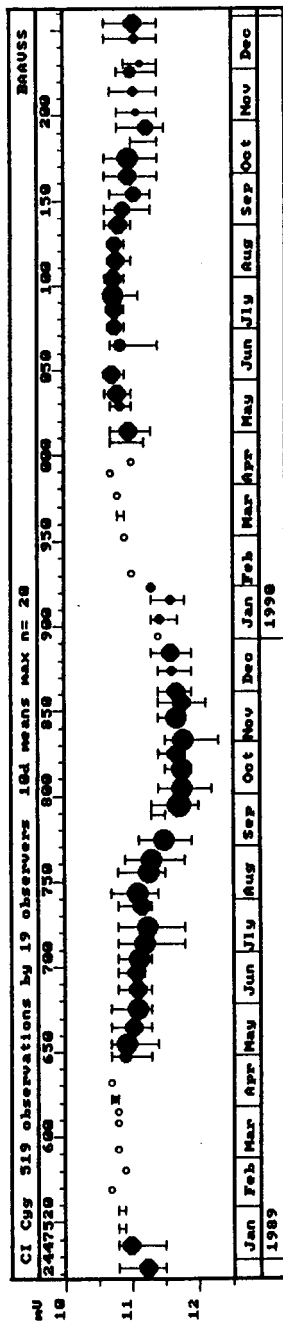 CI Cyg 519 observations by 19 observers 10d means max n= 20 BAAVSS
mV 2447520 600 650 700 750 800 850 900 950 000 050 100 150 200
10
11
12
Jan Feb Mar Apr May Jun Jly Aug Sep Oct Nov Dec Jan Feb Mar Apr May Jun Jly Aug Sep Oct Nov Dec
1989 1990